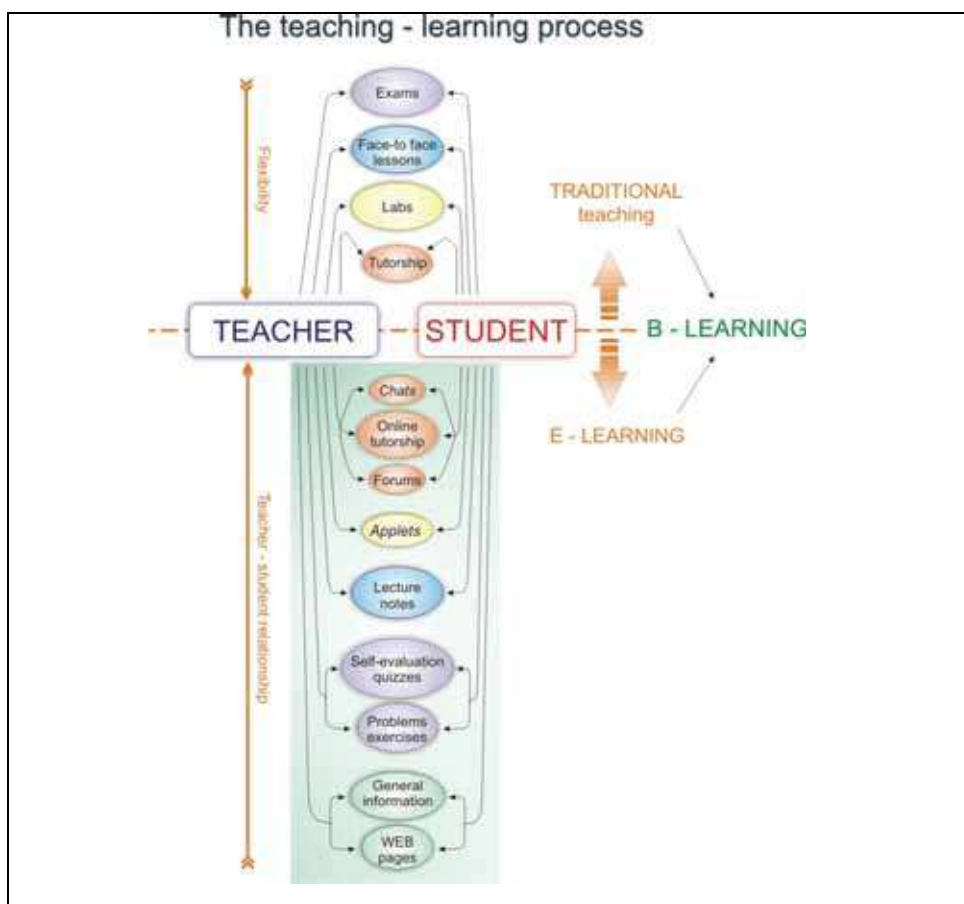 The teaching - learning process
Exams
Face-to face
lessons
Labs
Tutorship
Flexibility
TRADITIONAL
teaching
TEACHER
STUDENT
B - LEARNING
E - LEARNING
Chats
Online
tutorship
Forums
Applets
Lecture
notes
Self-evaluation
quizzes
Problems
exercises
General
information
WEB
pages
Teacher - student relationship